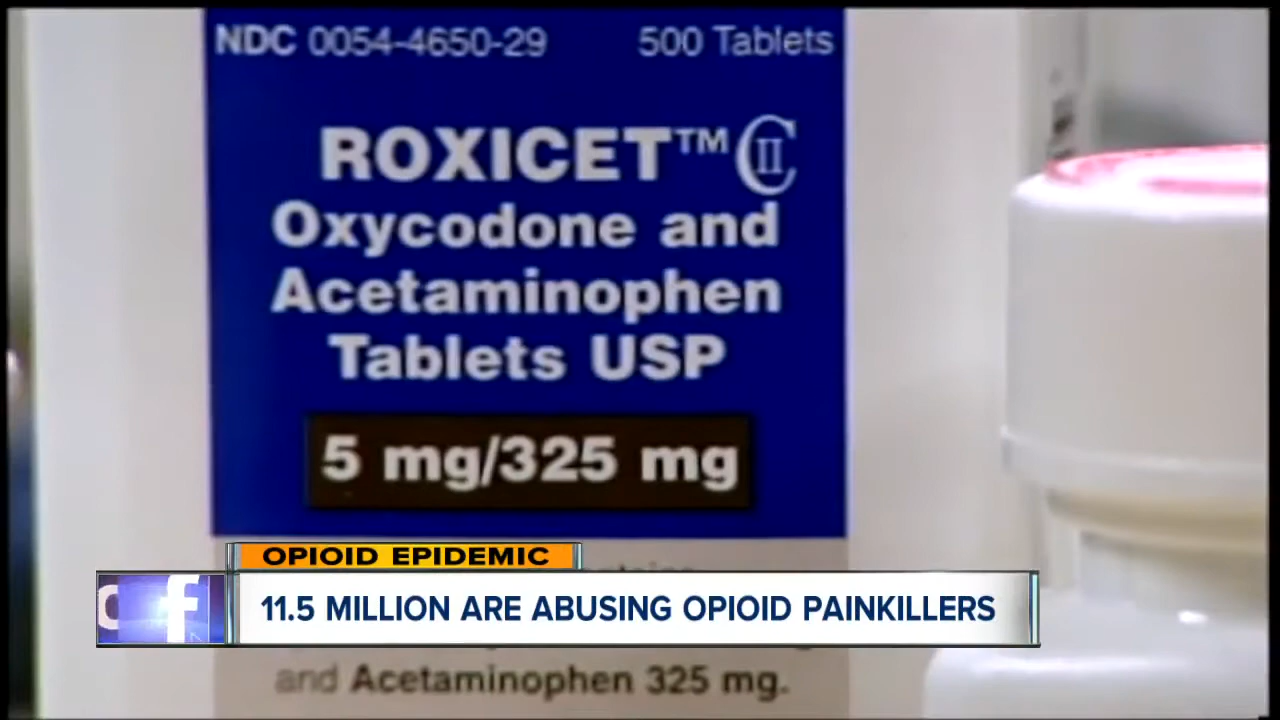 NDC 0054-4650-29 500 Tablets
ROXICET™ CII
Oxycodone and
Acetaminophen
Tablets USP
5 mg/325 mg
OPIOID EPIDEMIC
f
11.5 MILLION ARE ABUSING OPIOID PAINKILLERS
and Acetaminophen 325 mg.